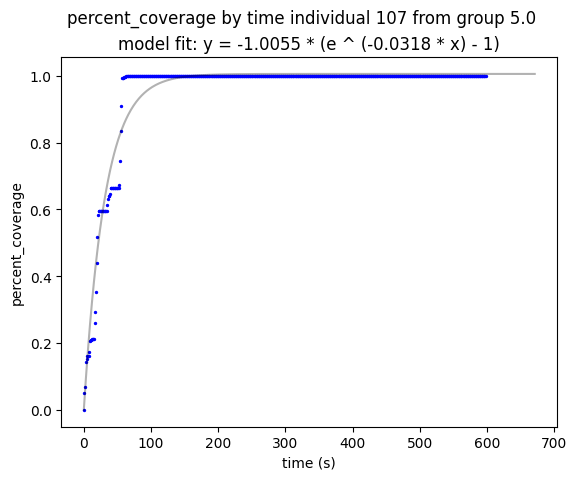 percent_coverage by time individual 107 from group 5.0
model fit: y = -1.0055 * (e ^ (-0.0318 * x) - 1)
1.0
0.8
0.6
0.4
0.2
0.0
percent_coverage
0 100 200 300 400 500 600 700
time (s)